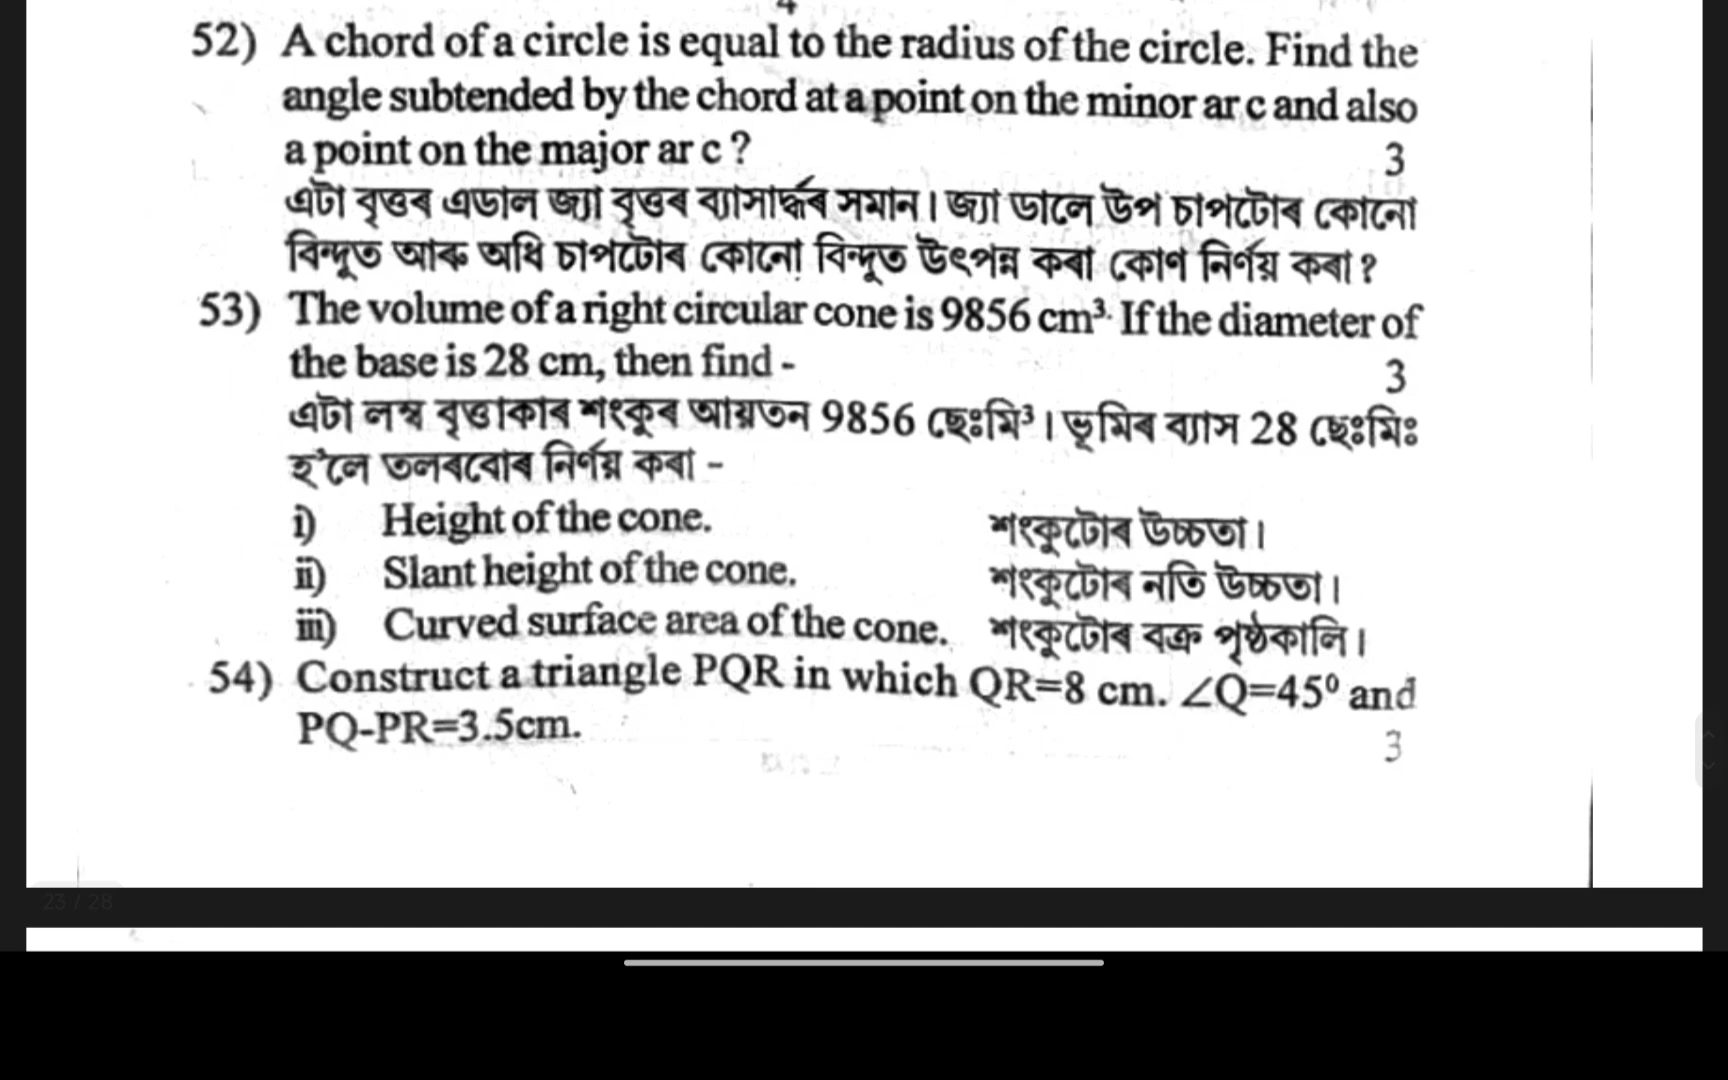 52) A chord of a circle is equal to the radius of the circle. Find the
angle subtended by the chord at a point on the minor ar c and also
a point on the major ar c ? 3
এটা বৃত্তৰ এডাল জ্যা বৃত্তৰ ব্যাসাৰ্দ্ধৰ সমান। জ্যা ডালে উপ চাপটোৰ কোনো
বিন্দুত আৰু অধি চাপটোৰ কোনো বিন্দুত উৎপন্ন কৰা কোণ নিৰ্ণয় কৰা ?
53) The volume of a right circular cone is 9856 cm³. If the diameter of
the base is 28 cm, then find - 3
এটা লম্ব বৃত্তাকাৰ শংকুৰ আয়তন 9856 ছেঃমি³ । ভূমিৰ ব্যাস 28 ছেঃমিঃ
হ'লে তলৰবোৰ নিৰ্ণয় কৰা -
i) Height of the cone. শংকুটোৰ উচ্চতা।
ii) Slant height of the cone. শংকুটোৰ নতি উচ্চতা।
iii) Curved surface area of the cone. শংকুটোৰ বক্ৰ পৃষ্ঠকালি।
54) Construct a triangle PQR in which QR=8 cm. ∠Q=45⁰ and
PQ-PR=3.5cm. 3
23 / 28